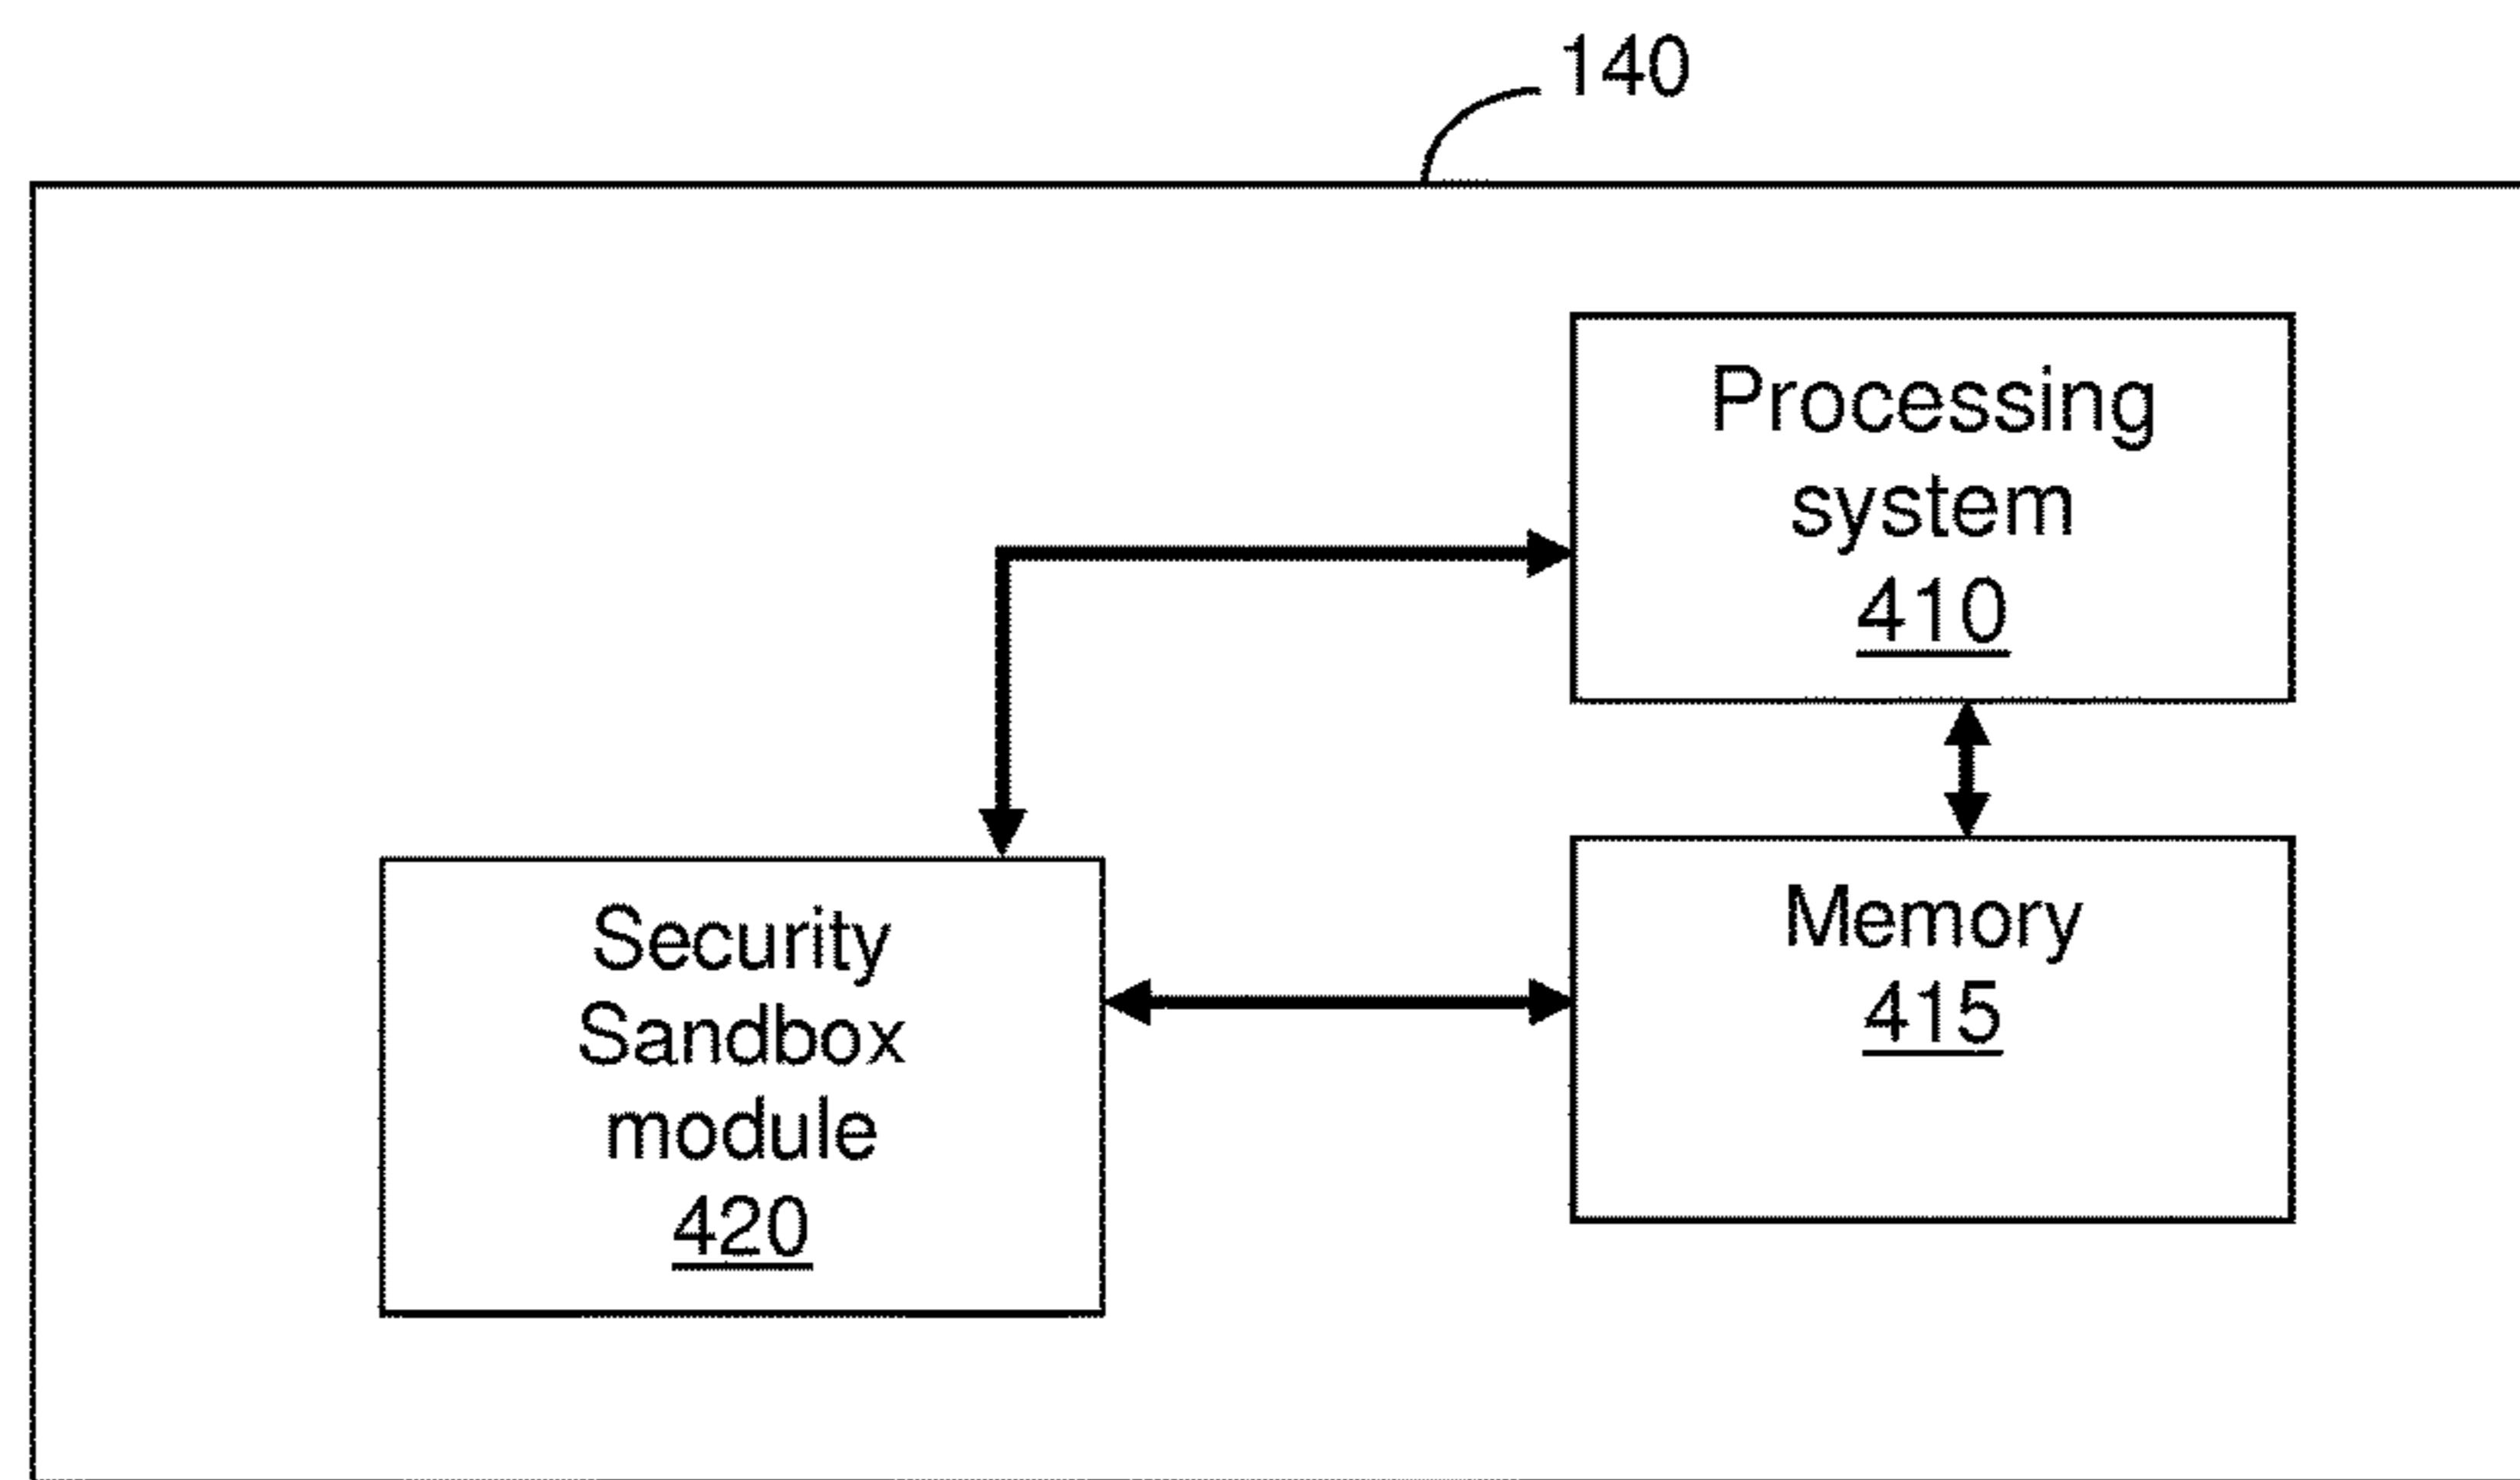 140
Processing
system
410
Memory
415
Security
Sandbox
module
420